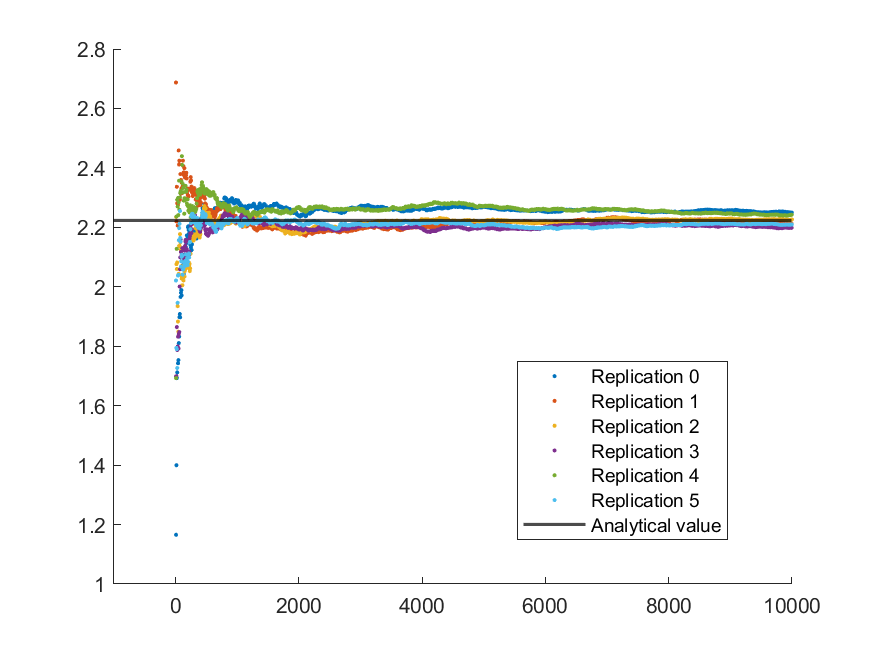 2.8
2.6
2.4
2.2
2
1.8
1.6
1.4
1.2
1
0
2000
4000
6000
8000
10000
Replication 0
Replication 1
Replication 2
Replication 3
Replication 4
Replication 5
Analytical value